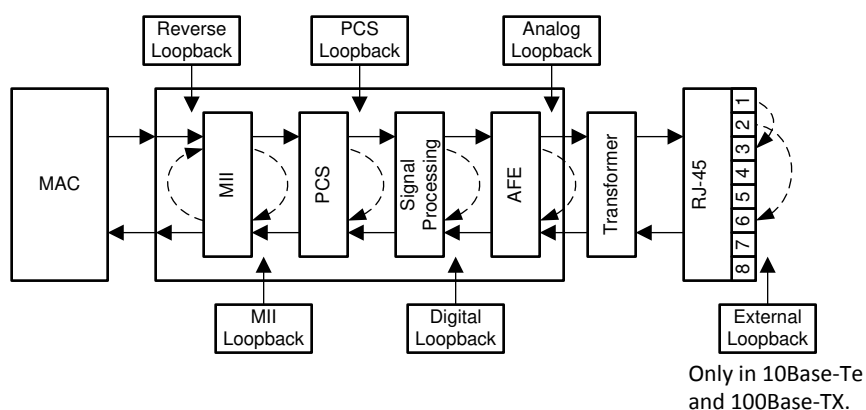 Reverse
Loopback
PCS
Loopback
Analog
Loopback
MAC
MII
PCS
Signal
Processing
AFE
Transformer
RJ-45
1
2
3
4
5
6
7
8
MII
Loopback
Digital
Loopback
External
Loopback
Only in 10Base-Te
and 100Base-TX.